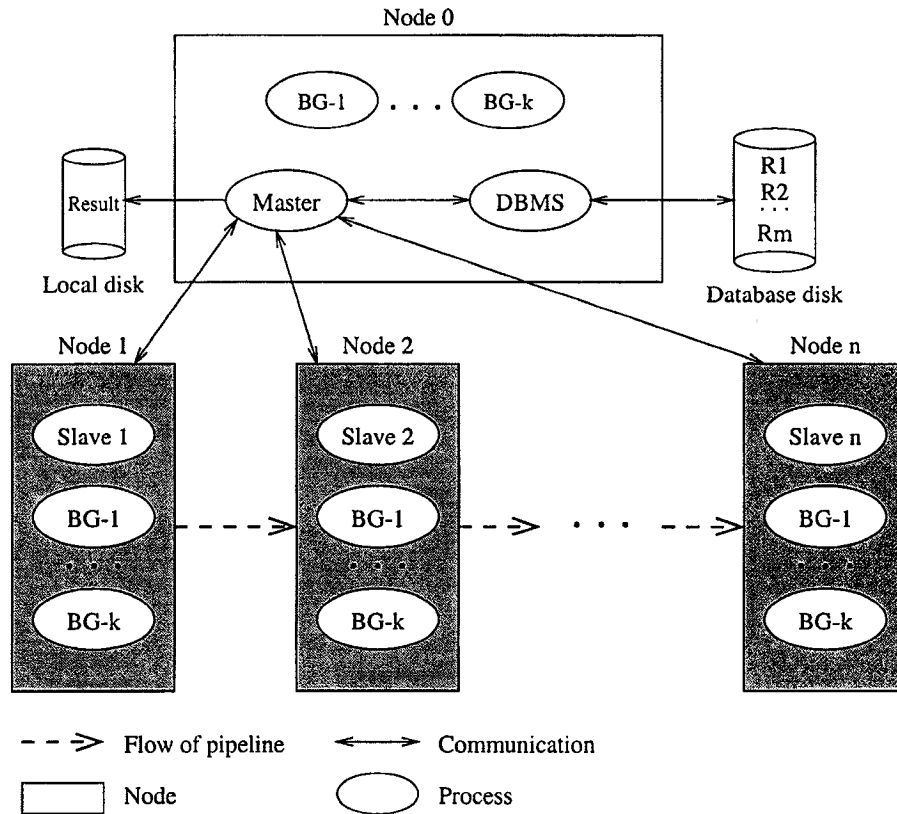 Node 0
BG-1 . . . BG-k
Result
Master
DBMS
R1
R2
. . .
Rm
Local disk
Database disk
Node 1
Node 2
Node n
Slave 1
Slave 2
Slave n
BG-1
BG-1
. . .
BG-1
. . .
. . .
. . .
BG-k
BG-k
BG-k
Flow of pipeline
Communication
Node
Process